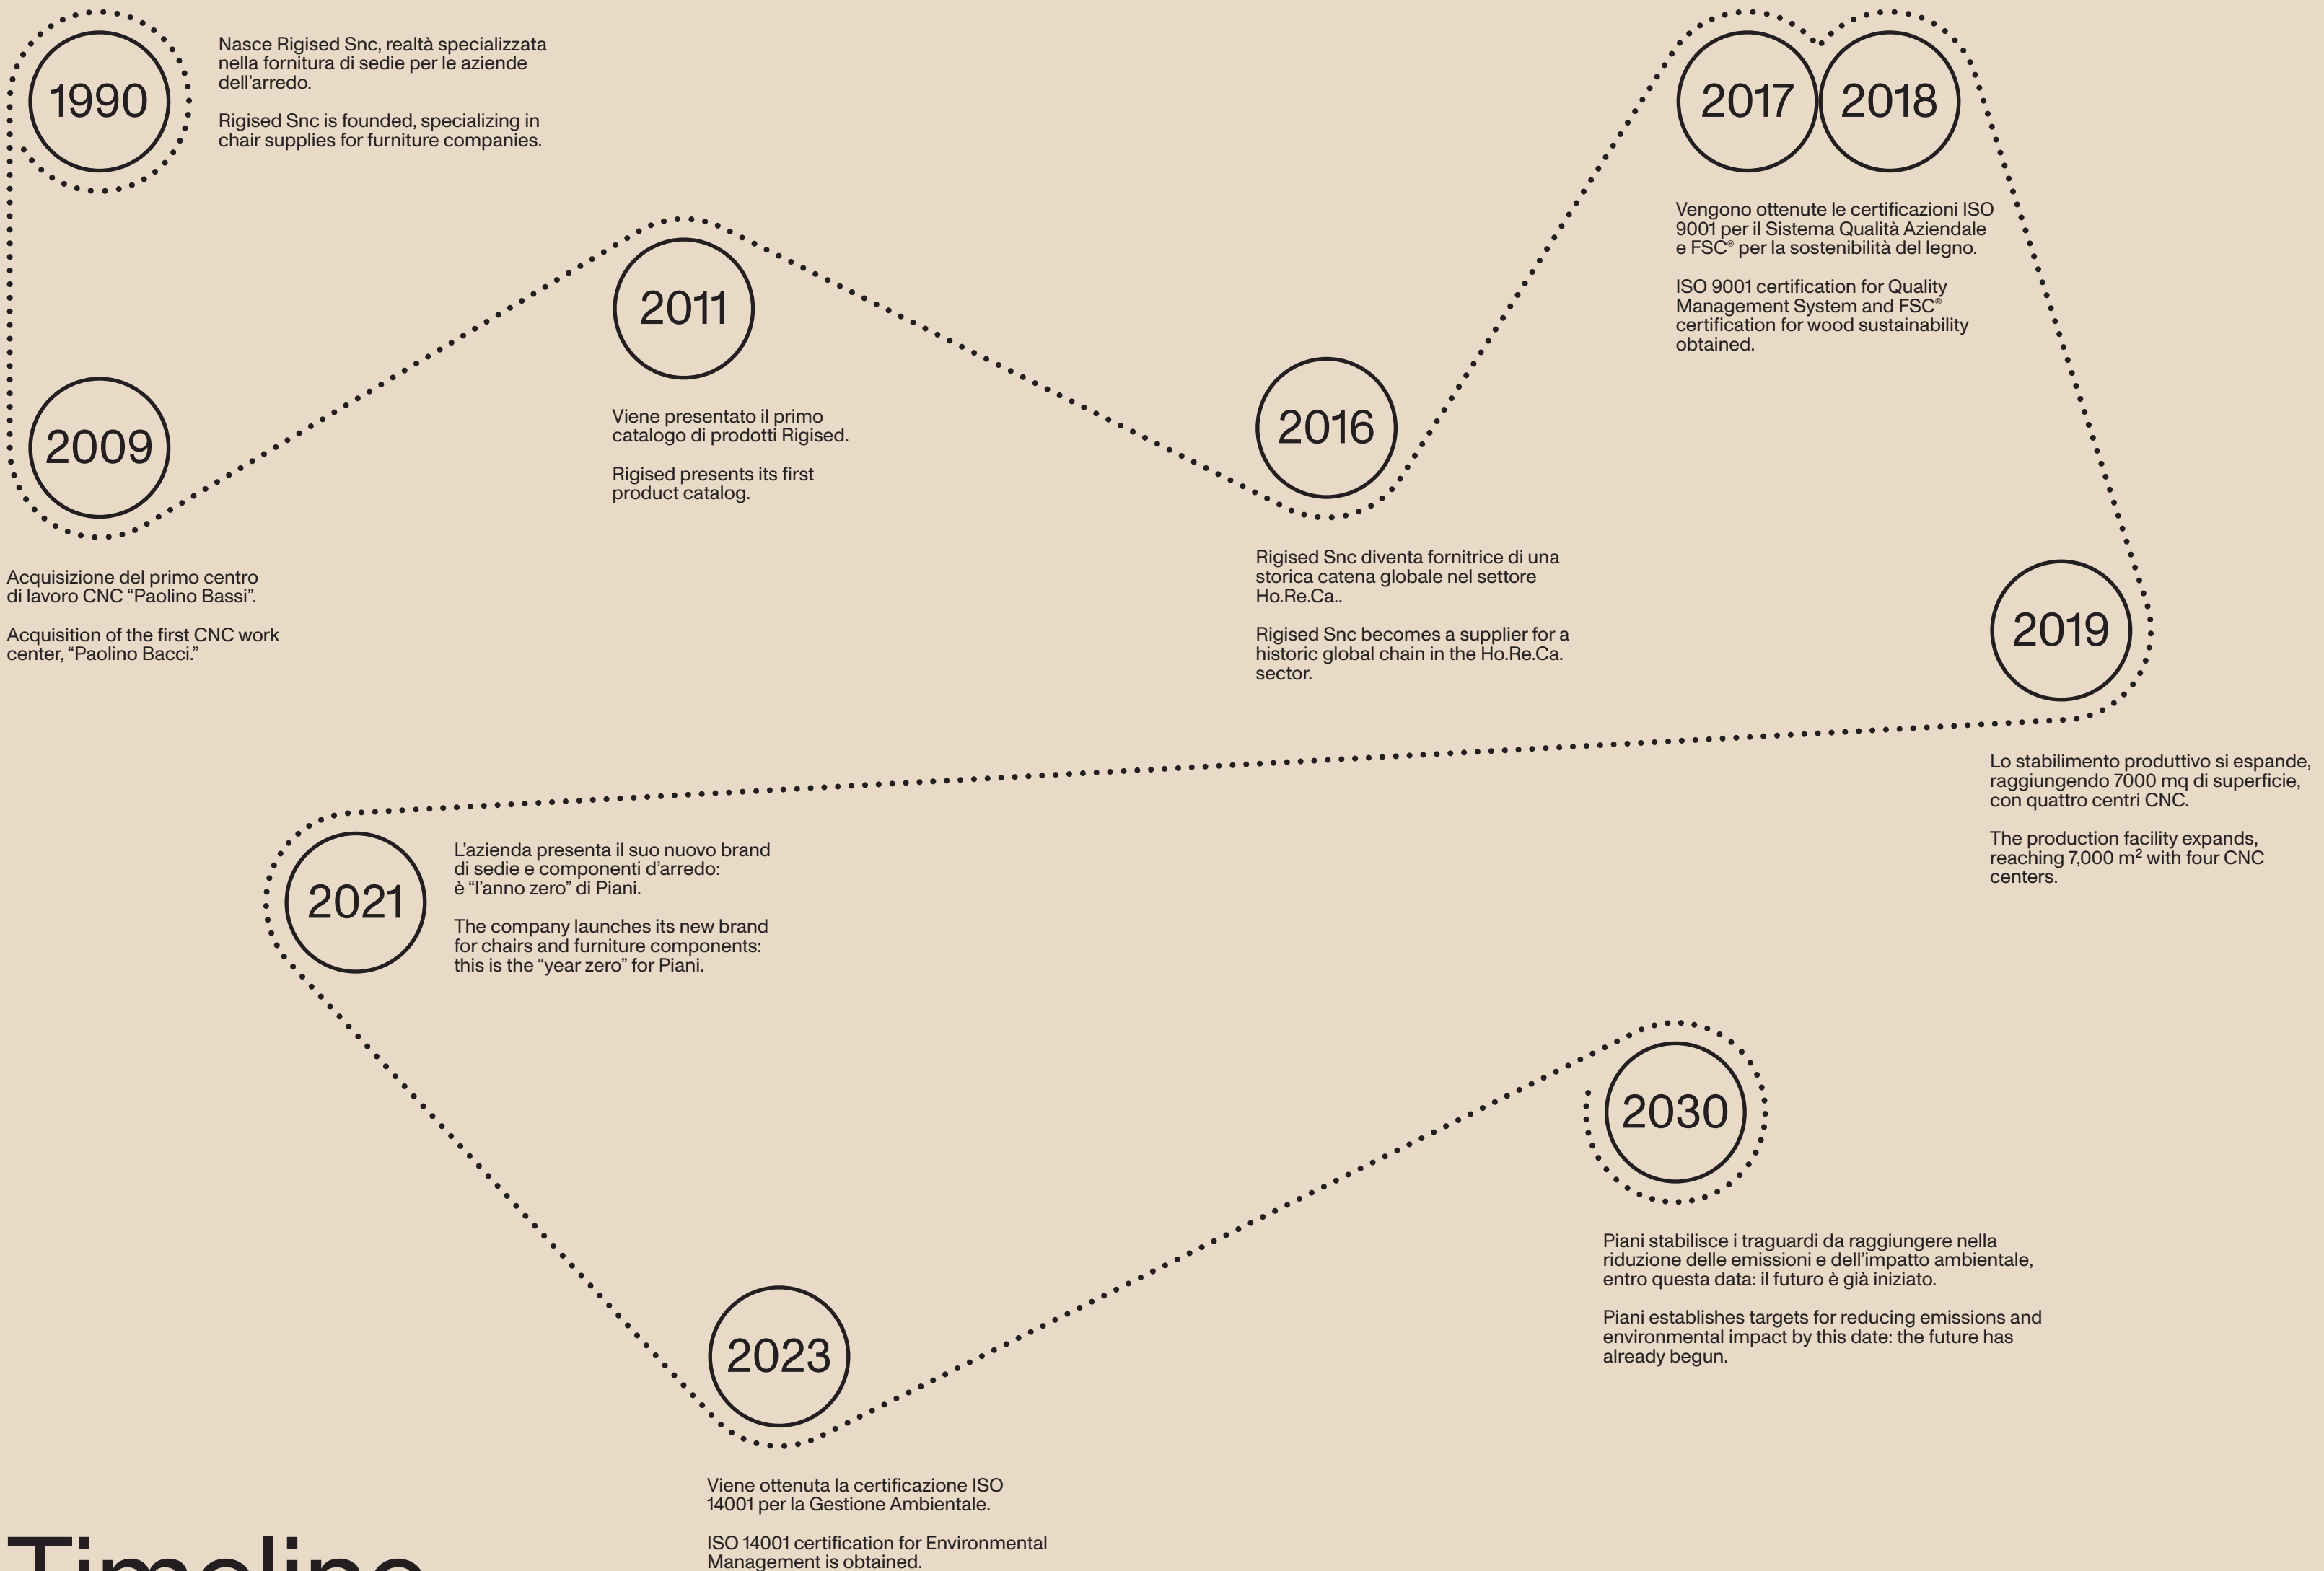 1990
Nasce Rigised Snc, realtà specializzata
nella fornitura di sedie per le aziende
dell’arredo.
Rigised Snc is founded, specializing in
chair supplies for furniture companies.
2009
Acquisizione del primo centro
di lavoro CNC “Paolino Bassi”.
Acquisition of the first CNC work
center, “Paolino Bacci.”
2011
Viene presentato il primo
catalogo di prodotti Rigised.
Rigised presents its first
product catalog.
2016
Rigised Snc diventa fornitrice di una
storica catena globale nel settore
Ho.Re.Ca..
Rigised Snc becomes a supplier for a
historic global chain in the Ho.Re.Ca.
sector.
2017 2018
Vengono ottenute le certificazioni ISO
9001 per il Sistema Qualità Aziendale
e FSC® per la sostenibilità del legno.
ISO 9001 certification for Quality
Management System and FSC®
certification for wood sustainability
obtained.
2019
Lo stabilimento produttivo si espande,
raggiungendo 7000 mq di superficie,
con quattro centri CNC.
The production facility expands,
reaching 7,000 m² with four CNC
centers.
2021
L’azienda presenta il suo nuovo brand
di sedie e componenti d’arredo:
è “l’anno zero” di Piani.
The company launches its new brand
for chairs and furniture components:
this is the “year zero” for Piani.
2023
Viene ottenuta la certificazione ISO
14001 per la Gestione Ambientale.
ISO 14001 certification for Environmental
Management is obtained.
2030
Piani stabilisce i traguardi da raggiungere nella
riduzione delle emissioni e dell’impatto ambientale,
entro questa data: il futuro è già iniziato.
Piani establishes targets for reducing emissions and
environmental impact by this date: the future has
already begun.
Timeline